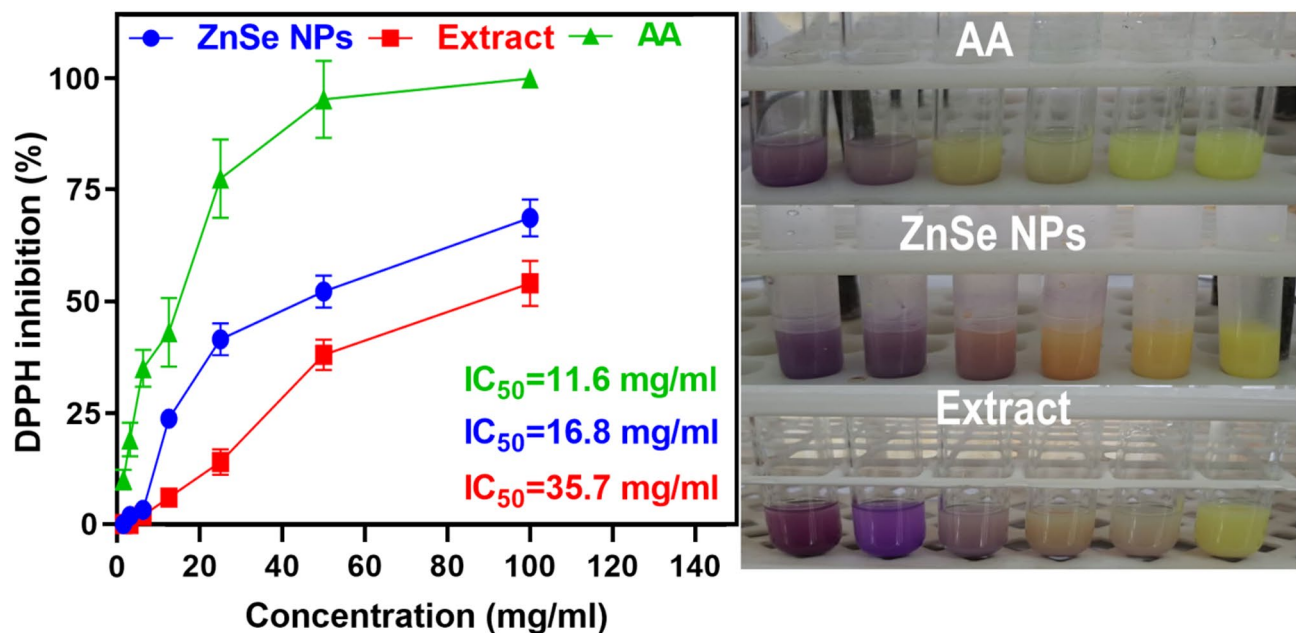 ZnSe NPs Extract AA
DPPH inhibition (%)
100
75
50
25
0
0 20 40 60 80 100 120 140
Concentration (mg/ml)
IC₅₀=11.6 mg/ml
IC₅₀=16.8 mg/ml
IC₅₀=35.7 mg/ml
AA
ZnSe NPs
Extract